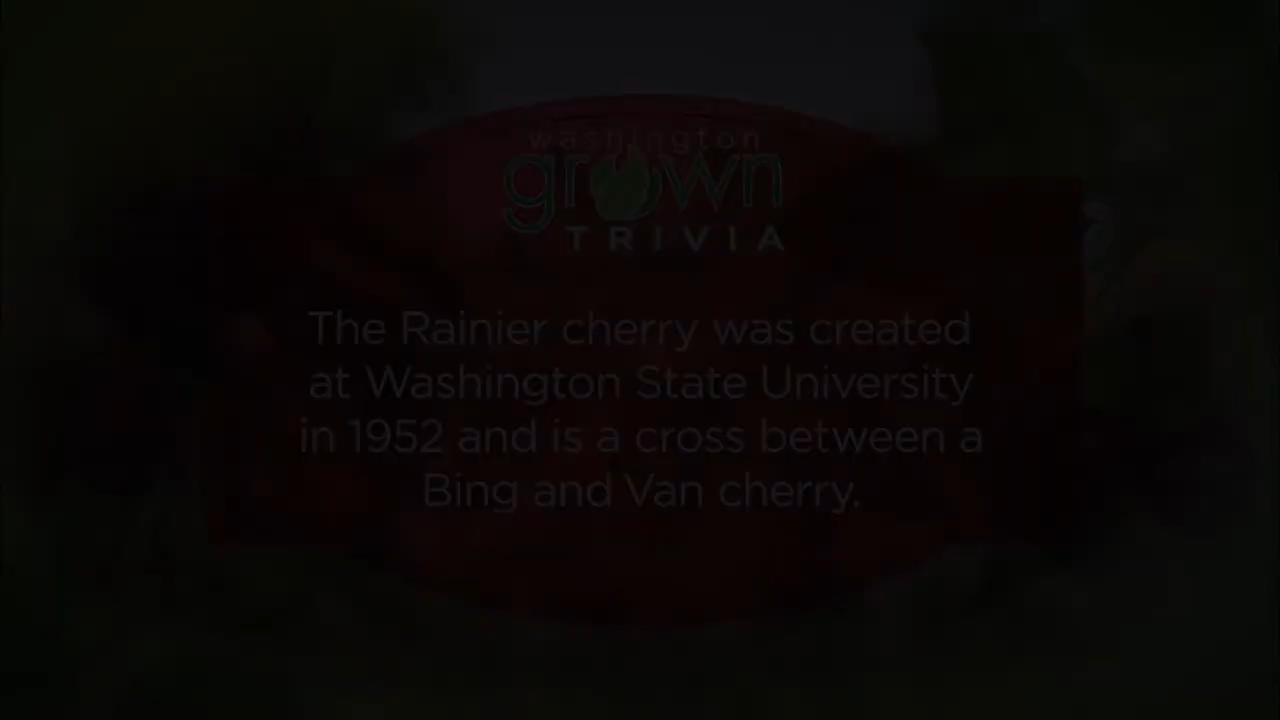 washington
grown
TRIVIA
The Rainier cherry was created
at Washington State University
in 1952 and is a cross between a
Bing and Van cherry.